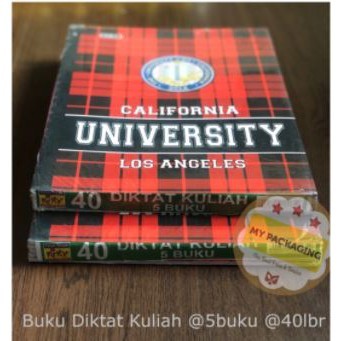 CALIFORNIA
UNIVERSITY
LOS ANGELES
40 DIKTAT KULIAH
5 BUKU
40 DIKTAT KULIAH
5 BUKU
MY PACKAGING
Buku Diktat Kuliah @5buku @40lbr